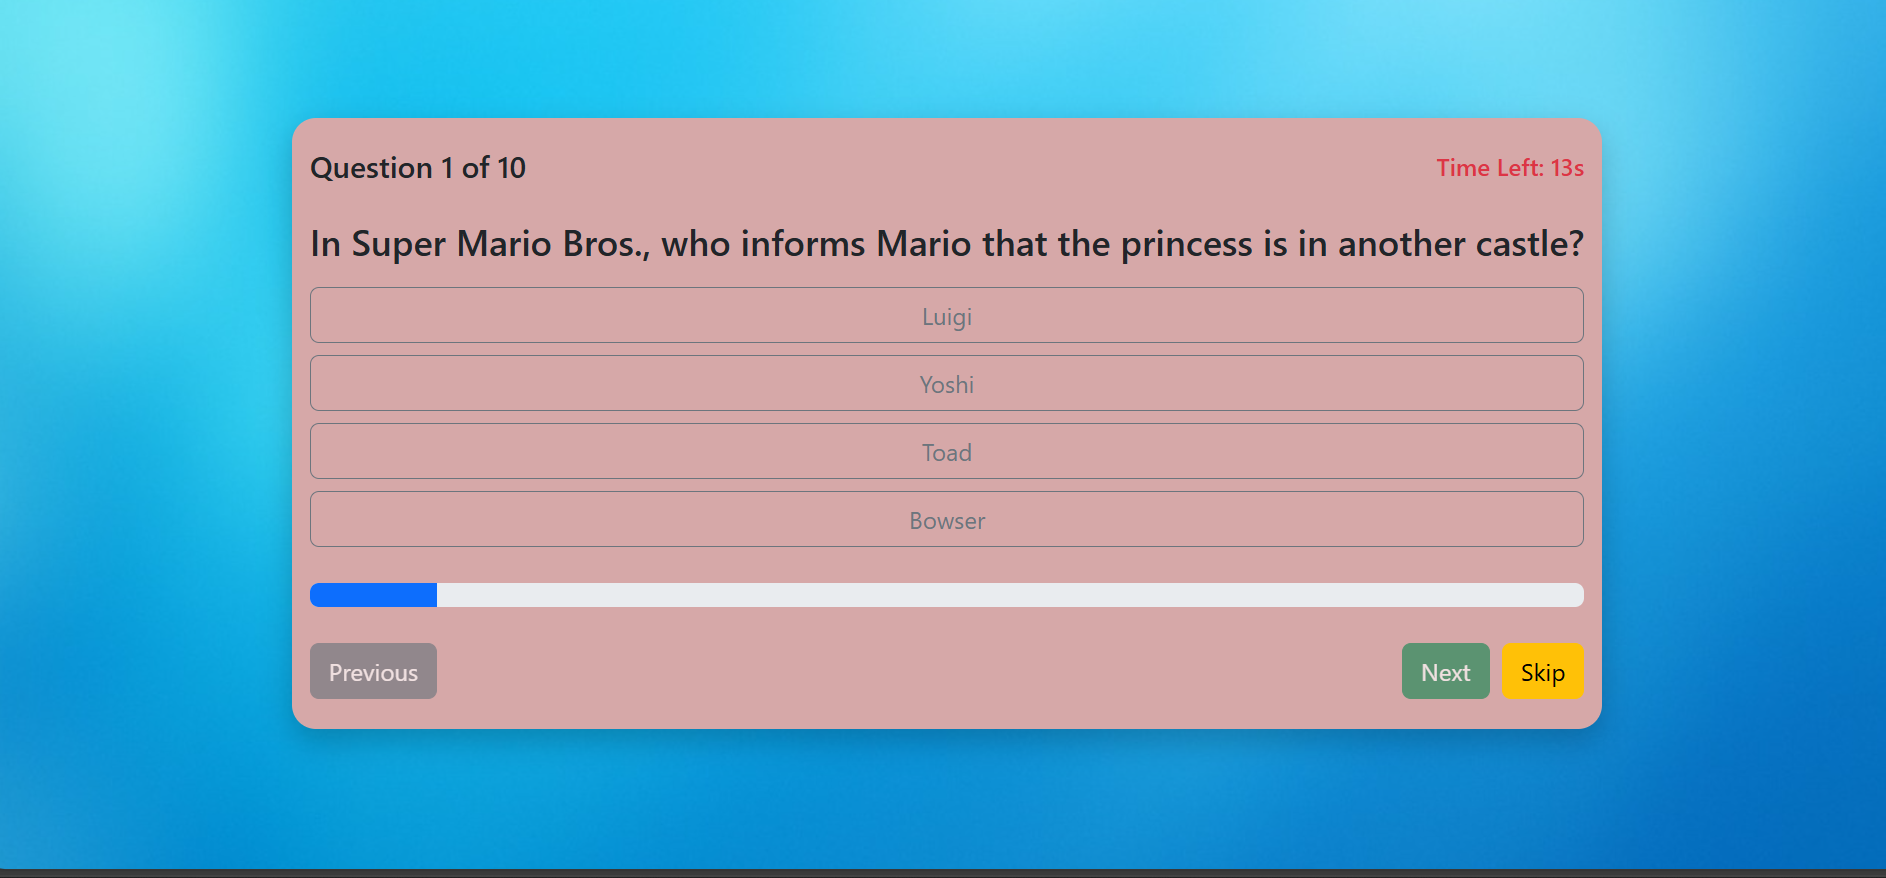 Question 1 of 10
Time Left: 13s
In Super Mario Bros., who informs Mario that the princess is in another castle?
Luigi
Yoshi
Toad
Bowser
Previous
Next
Skip